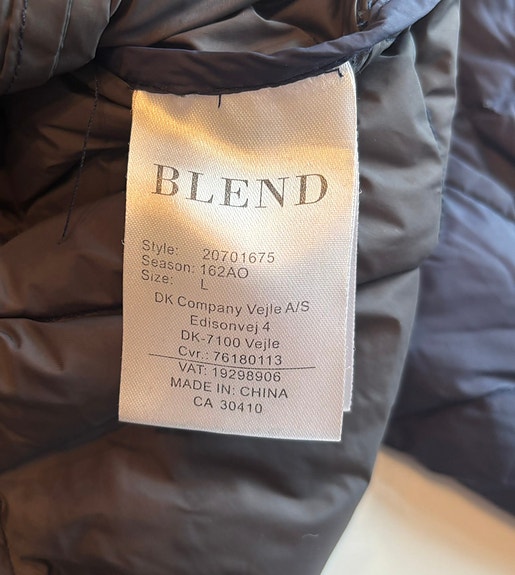 BLEND
Style: 20701675
Season: 162AO
Size: L
DK Company Vejle A/S
Edisonvej 4
DK-7100 Vejle
Cvr.: 76180113
VAT: 19298906
MADE IN: CHINA
CA 30410